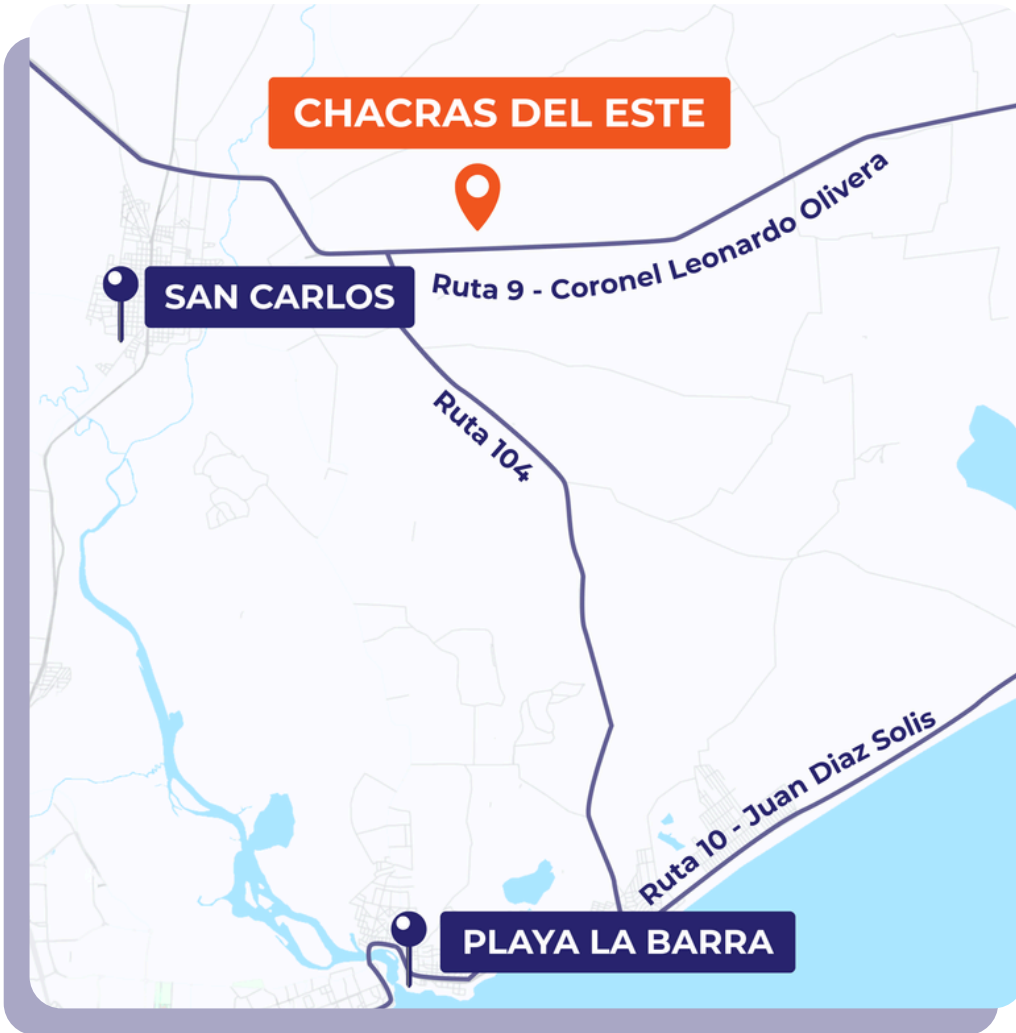 CHACRAS DEL ESTE
Ruta 9 - Coronel Leonardo Olivera
SAN CARLOS
Ruta 104
Ruta 10 - Juan Diaz Solis
PLAYA LA BARRA